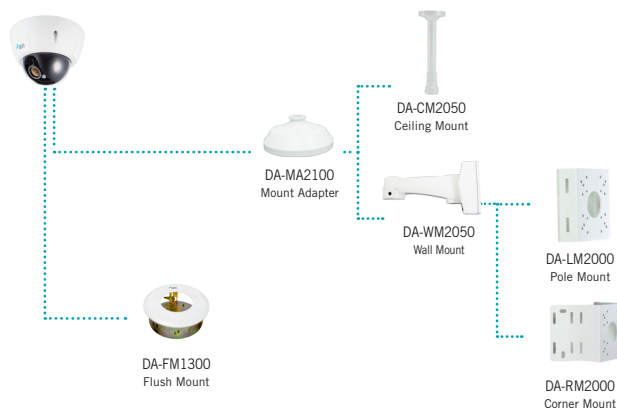 DA-CM2050
Ceiling Mount
DA-MA2100
Mount Adapter
DA-WM2050
Wall Mount
DA-LM2000
Pole Mount
DA-FM1300
Flush Mount
DA-RM2000
Corner Mount